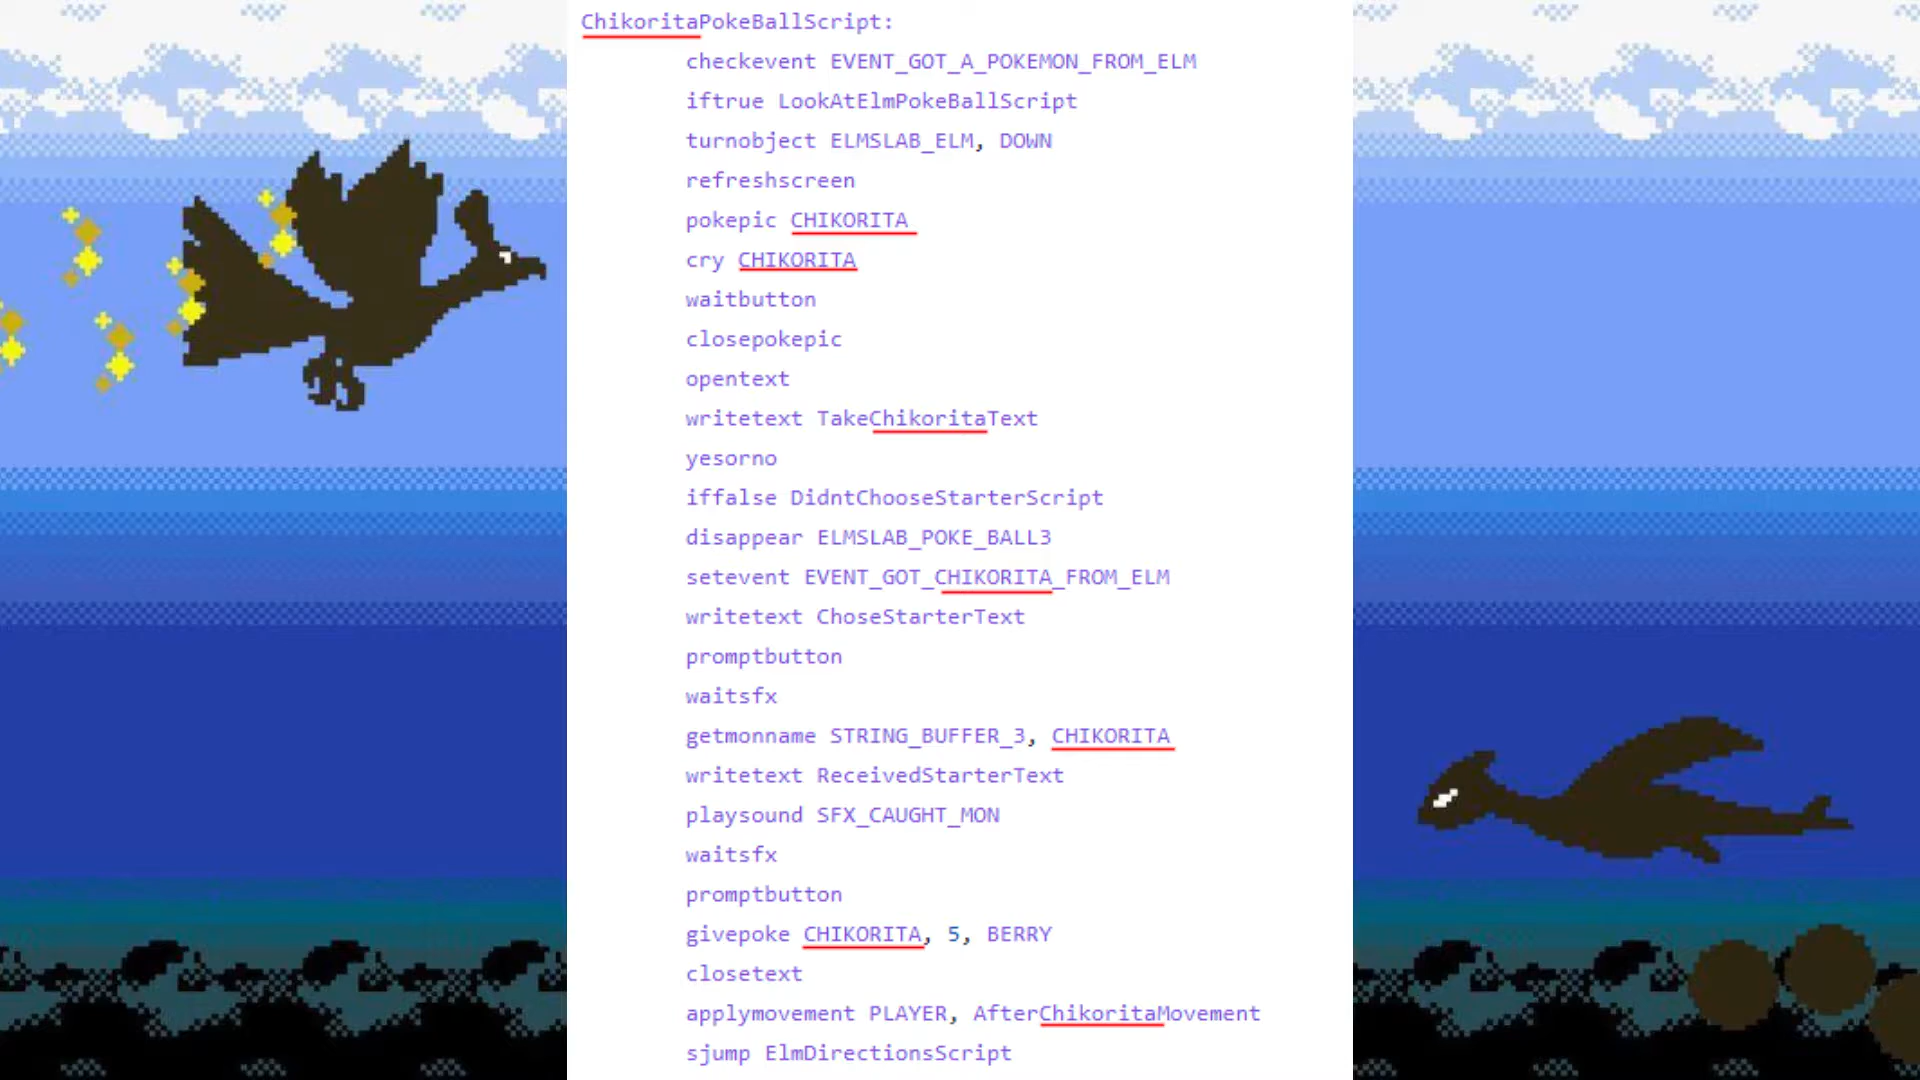 ChikoritaPokeBallScript:
checkevent EVENT_GOT_A_POKEMON_FROM_ELM
iftrue LookAtElmPokeBallScript
turnobject ELMSLAB_ELM, DOWN
refreshscreen
pokepic CHIKORITA
cry CHIKORITA
waitbutton
closepokepic
opentext
writetext TakeChikoritaText
yesorno
iffalse DidntChooseStarterScript
disappear ELMSLAB_POKE_BALL3
setevent EVENT_GOT_CHIKORITA_FROM_ELM
writetext ChoseStarterText
promptbutton
waitsfx
getmonname STRING_BUFFER_3, CHIKORITA
writetext ReceivedStarterText
playsound SFX_CAUGHT_MON
waitsfx
promptbutton
givepoke CHIKORITA, 5, BERRY
closetext
applymovement PLAYER, AfterChikoritaMovement
sjump ElmDirectionsScript